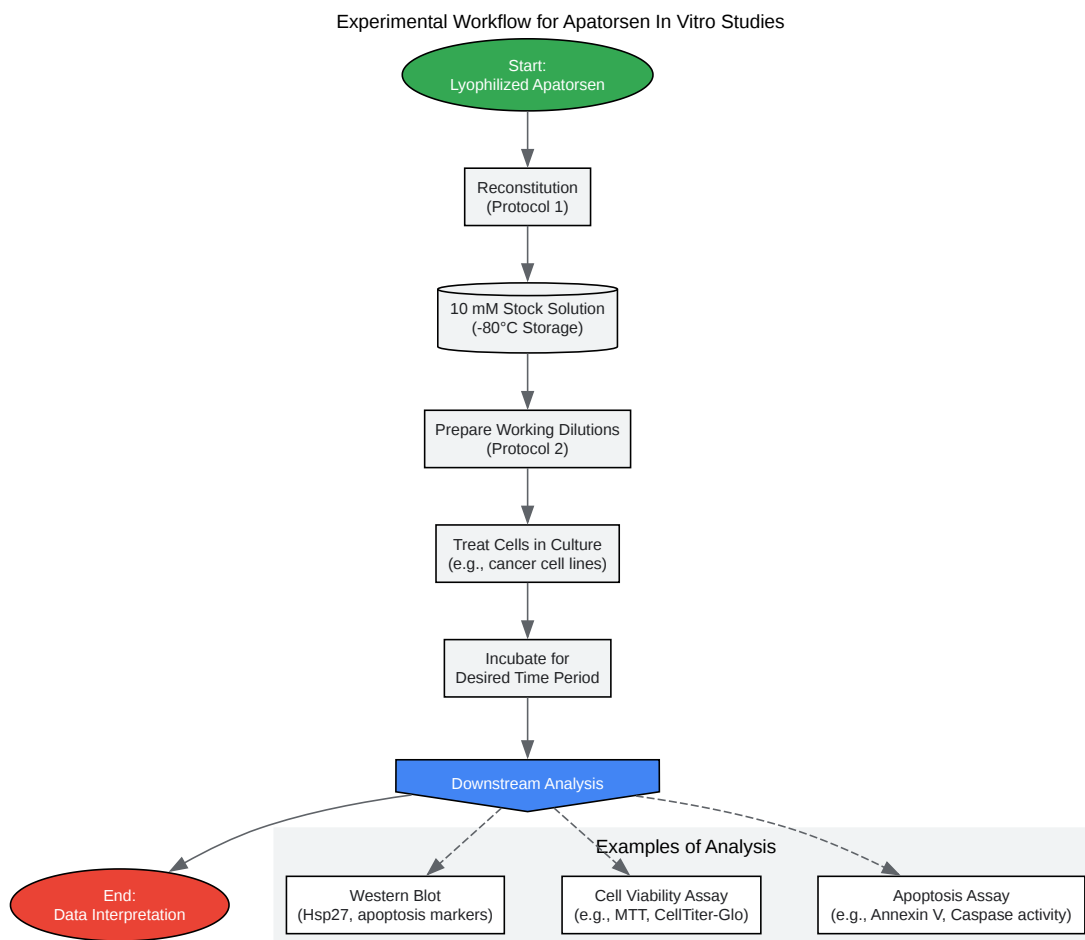 Experimental Workflow for Apatorsen In Vitro Studies
Start:
Lyophilized Apatorsen
Reconstitution
(Protocol 1)
10 mM Stock Solution
(-80°C Storage)
Prepare Working Dilutions
(Protocol 2)
Treat Cells in Culture
(e.g., cancer cell lines)
Incubate for
Desired Time Period
Downstream Analysis
Examples of Analysis
End:
Data Interpretation
Western Blot
(Hsp27, apoptosis markers)
Cell Viability Assay
(e.g., MTT, CellTiter-Glo)
Apoptosis Assay
(e.g., Annexin V, Caspase activity)